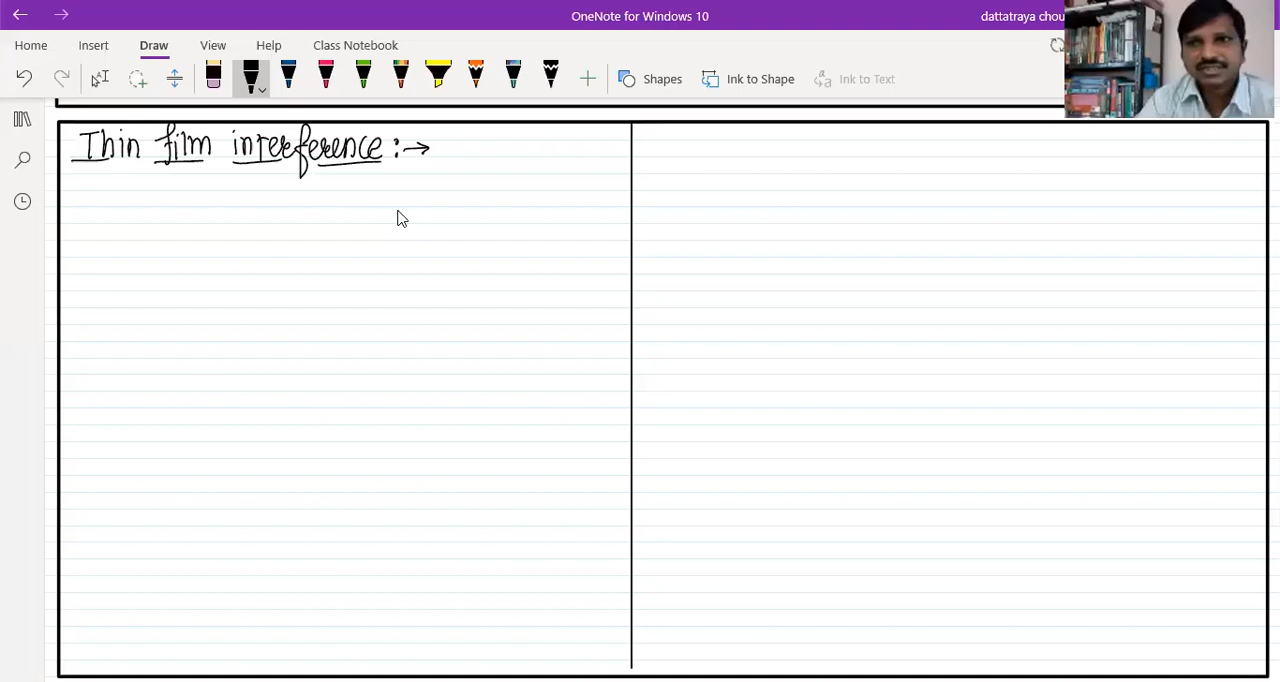 OneNote for Windows 10
dattatraya chou
Home Insert Draw View Help Class Notebook
Shapes Ink to Shape Ink to Text
Thin film interference :→